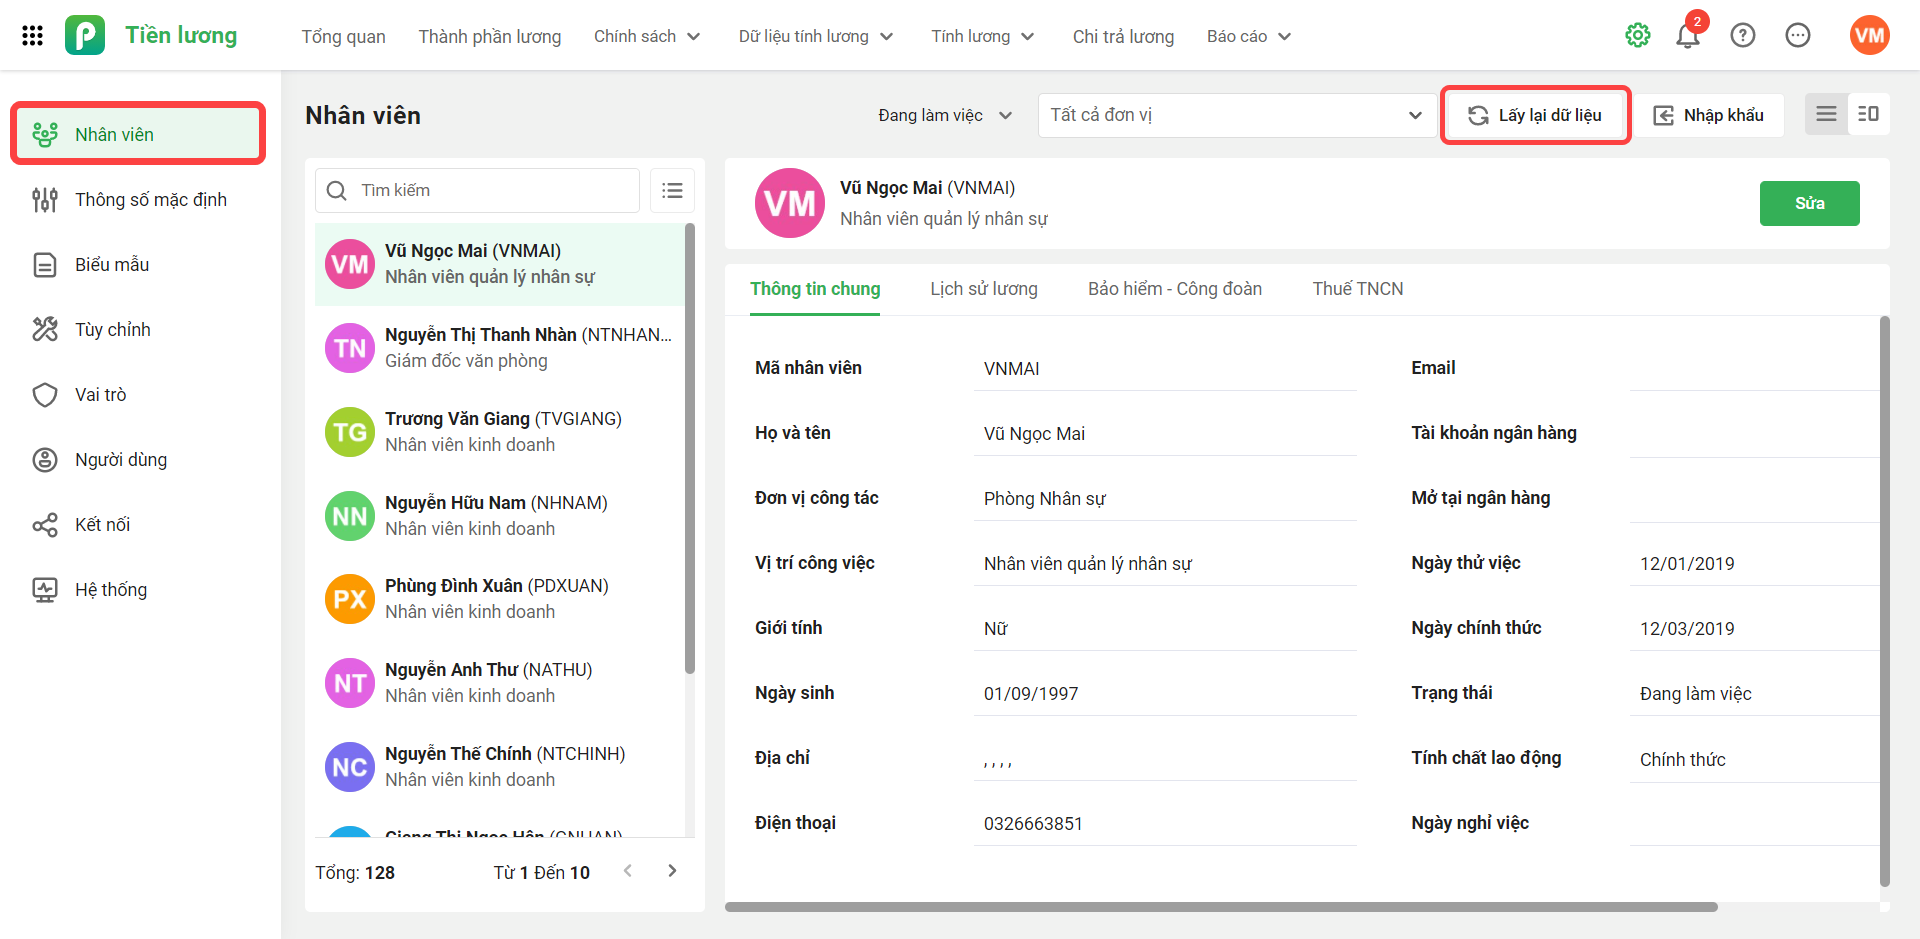 Tiền lương
Tổng quan
Thành phần lương
Chính sách
Dữ liệu tính lương
Tính lương
Chi trả lương
Báo cáo
2
VM
Nhân viên
Thông số mặc định
Biểu mẫu
Tùy chỉnh
Vai trò
Người dùng
Kết nối
Hệ thống
Nhân viên
Đang làm việc
Tất cả đơn vị
Lấy lại dữ liệu
Nhập khẩu
Tìm kiếm
VM
Vũ Ngọc Mai (VNMAI)
Nhân viên quản lý nhân sự
TN
Nguyễn Thị Thanh Nhàn (NTNHAN...
Giám đốc văn phòng
TG
Trương Văn Giang (TVGIANG)
Nhân viên kinh doanh
NN
Nguyễn Hữu Nam (NHNAM)
Nhân viên kinh doanh
PX
Phùng Đình Xuân (PDXUAN)
Nhân viên kinh doanh
NT
Nguyễn Anh Thư (NATHU)
Nhân viên kinh doanh
NC
Nguyễn Thế Chính (NTCHINH)
Nhân viên kinh doanh
Tổng: 128
Từ 1 Đến 10
VM
Vũ Ngọc Mai (VNMAI)
Nhân viên quản lý nhân sự
Sửa
Thông tin chung
Lịch sử lương
Bảo hiểm - Công đoàn
Thuế TNCN
Mã nhân viên VNMAI
Email
Họ và tên Vũ Ngọc Mai
Tài khoản ngân hàng
Đơn vị công tác Phòng Nhân sự
Mở tại ngân hàng
Vị trí công việc Nhân viên quản lý nhân sự
Ngày thử việc 12/01/2019
Giới tính Nữ
Ngày chính thức 12/03/2019
Ngày sinh 01/09/1997
Trạng thái Đang làm việc
Địa chỉ , , , ,
Tính chất lao động Chính thức
Điện thoại 0326663851
Ngày nghỉ việc